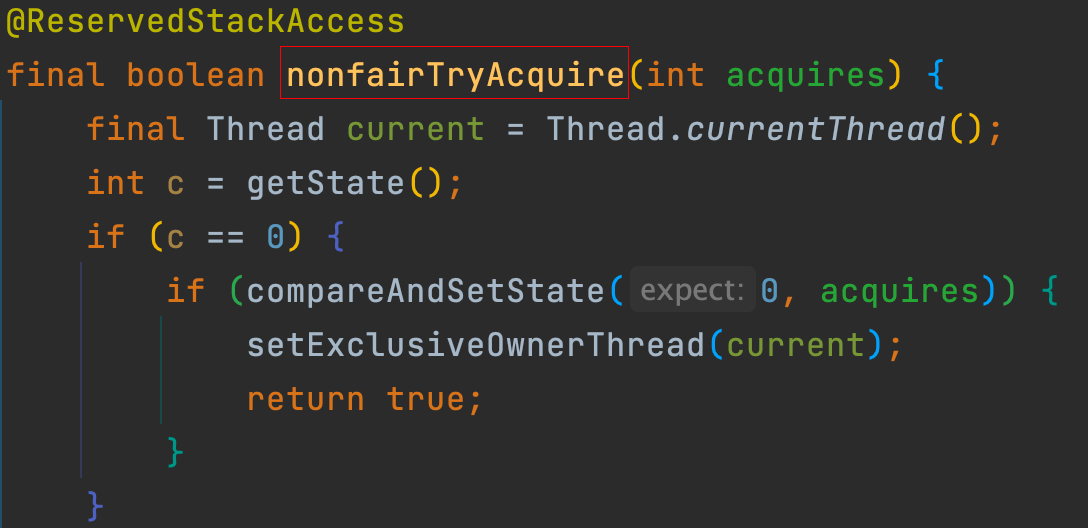 @ReservedStackAccess
final boolean nonfairTryAcquire(int acquires) {
    final Thread current = Thread.currentThread();
    int c = getState();
    if (c == 0) {
        if (compareAndSetState( expect: 0, acquires)) {
            setExclusiveOwnerThread(current);
            return true;
        }
    }